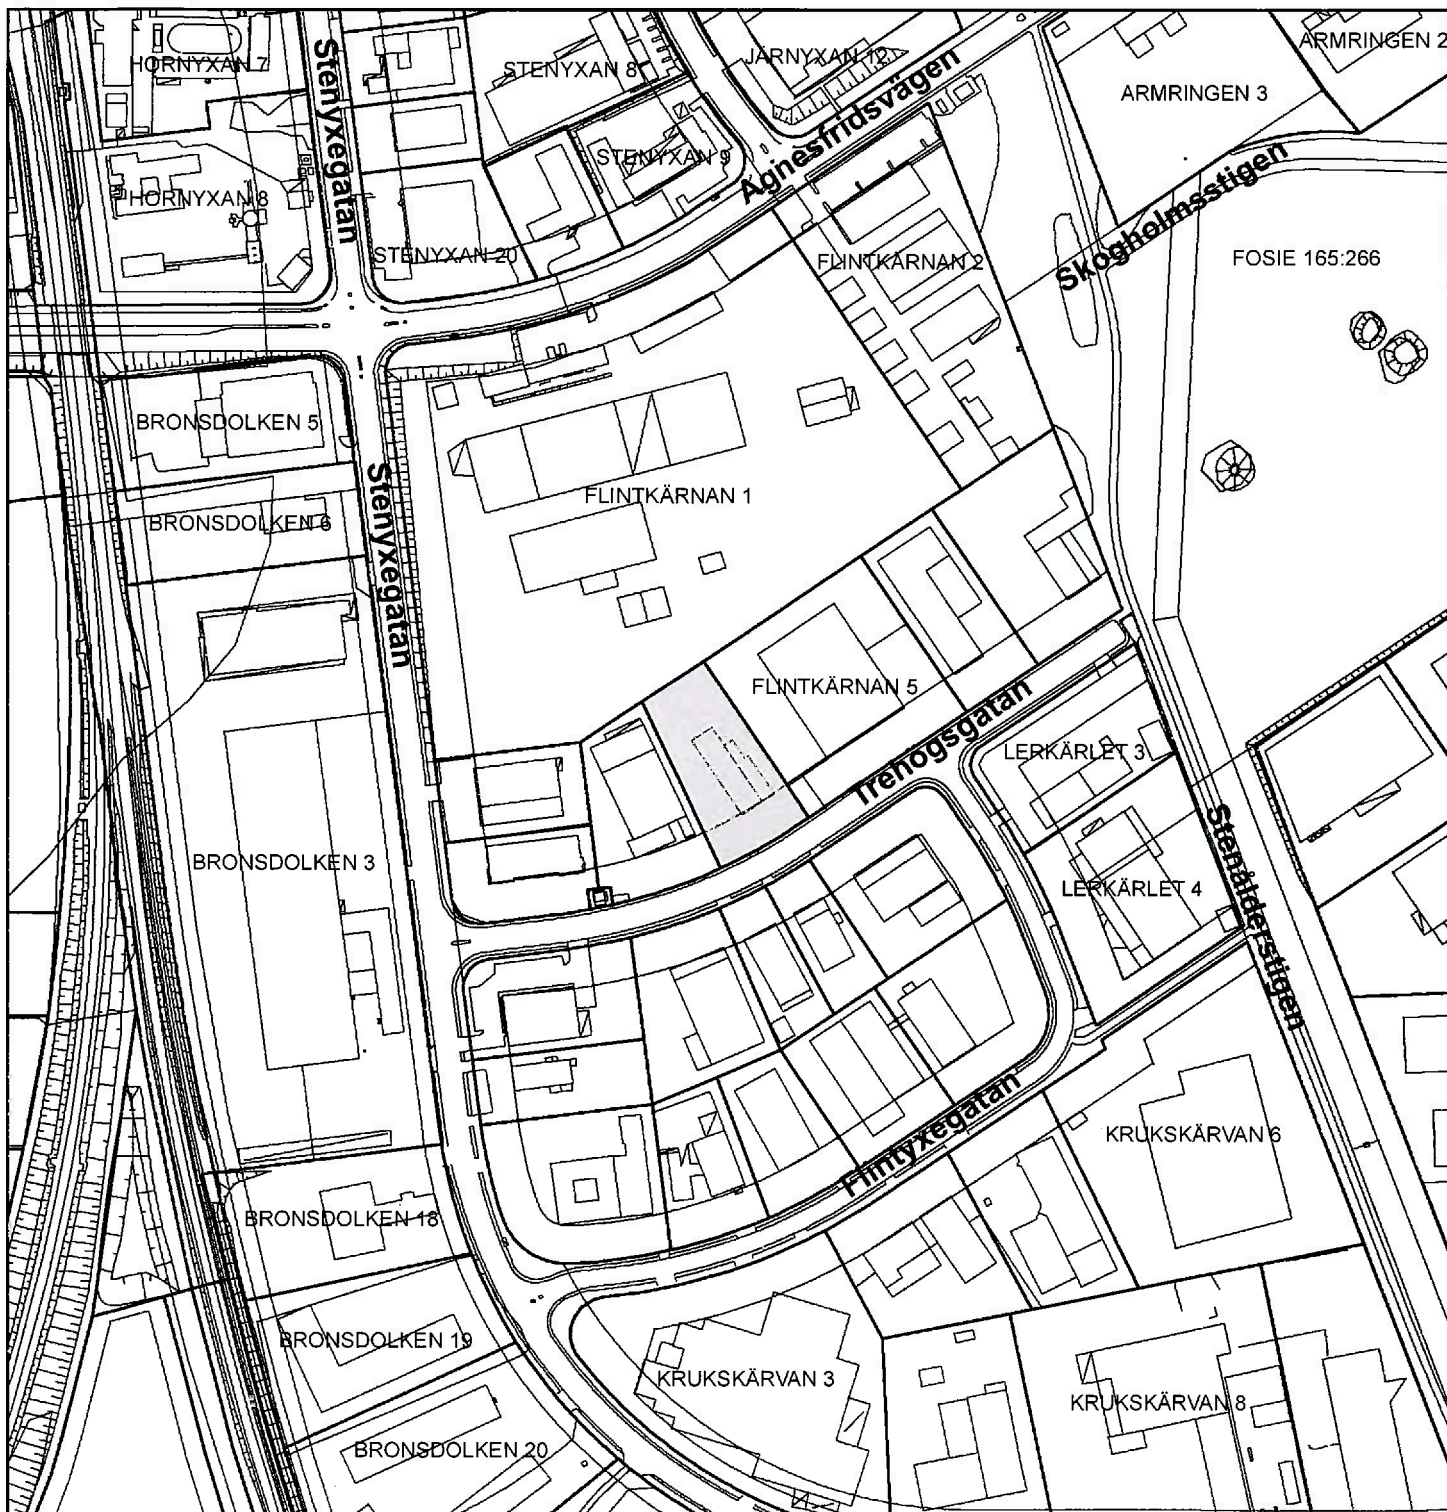 HORNYXAN 7
Stenyxegatan
STENYXAN 8
JÄRNYXAN 12
ARMRINGEN 2
ARMRINGEN 3
Agnesfridsvägen
STENYXAN 9
HORNYXAN 8
STENYXAN 20
FLINTKÄRNAN 2
Skogholmsstigen
FOSIE 165:266
BRONSDOLKEN 5
FLINTKÄRNAN 1
BRONSDOLKEN 6
Stenyxegatan
FLINTKÄRNAN 5
Trehögsgatan
LERKÄRLET 3
BRONSDOLKEN 3
LERKÄRLET 4
Stenålderstigen
Flintyxegatan
KRUKSKÄRVAN 6
BRONSDOLKEN 18
BRONSDOLKEN 19
KRUKSKÄRVAN 3
KRUKSKÄRVAN 8
BRONSDOLKEN 20